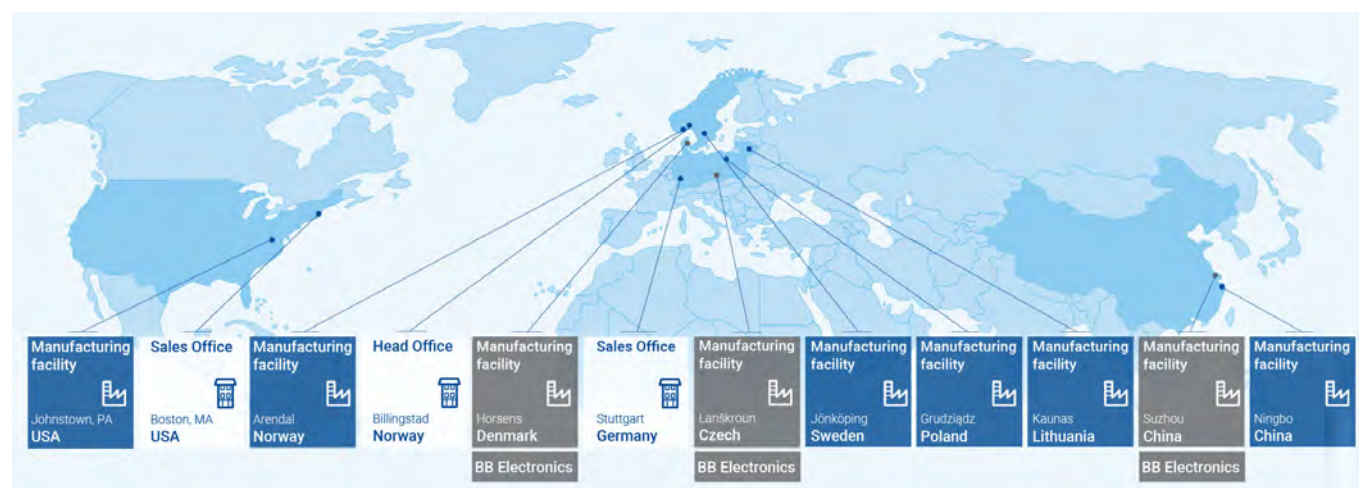 Manufacturing
facility
Johnstown, PA
USA
Sales Office
Boston, MA
USA
Manufacturing
facility
Arendal
Norway
Head Office
Billingstad
Norway
Manufacturing
facility
Horsens
Denmark
BB Electronics
Sales Office
Stuttgart
Germany
Manufacturing
facility
Lanškroun
Czech
BB Electronics
Manufacturing
facility
Jönköping
Sweden
Manufacturing
facility
Grudziądz
Poland
Manufacturing
facility
Kaunas
Lithuania
Manufacturing
facility
Suzhou
China
BB Electronics
Manufacturing
facility
Ningbo
China